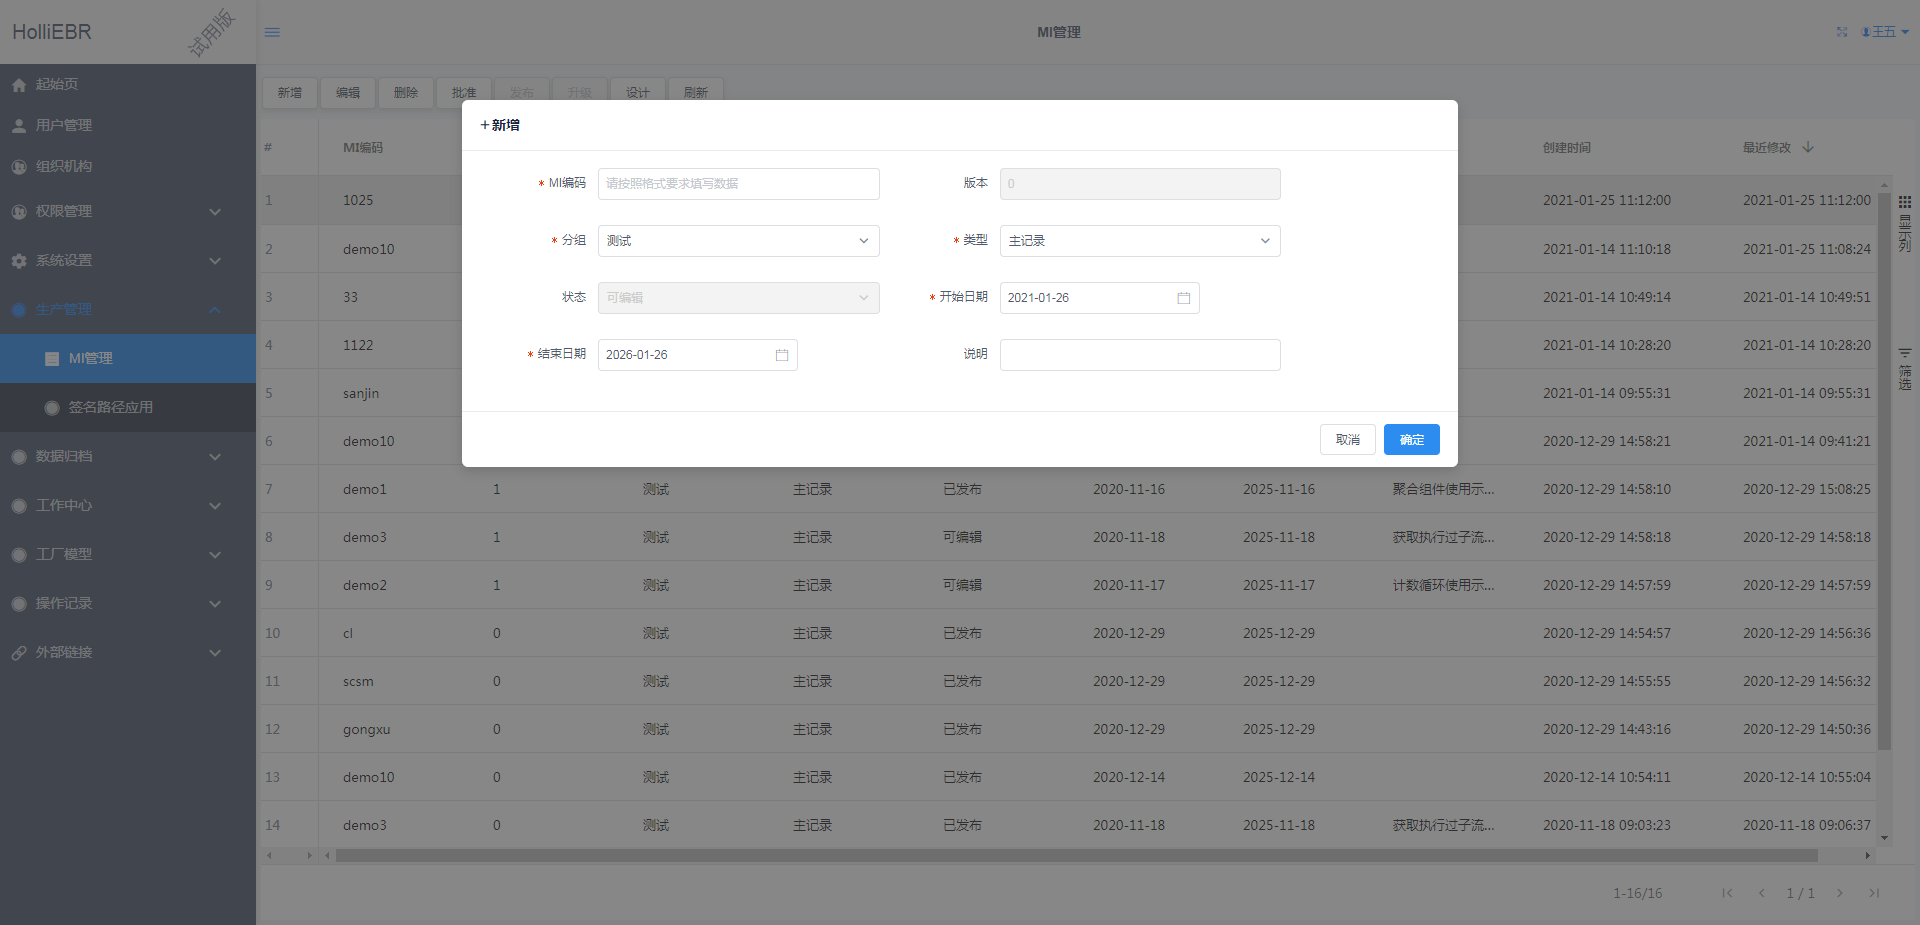 HolliEBR
试用版
MI管理
王五
起始页
用户管理
组织机构
权限管理
系统设置
生产管理
MI管理
签名路径应用
数据归档
工作中心
工厂模型
操作记录
外部链接
新增 编辑 删除 批准 发布 升级 设计 刷新
# MI编码 创建时间 最近修改
1 1025 2021-01-25 11:12:00 2021-01-25 11:12:00
2 demo10 2021-01-14 11:10:18 2021-01-25 11:08:24
3 33 2021-01-14 10:49:14 2021-01-14 10:49:51
4 1122 2021-01-14 10:28:20 2021-01-14 10:28:20
5 sanjin 2021-01-14 09:55:31 2021-01-14 09:55:31
6 demo10 2020-12-29 14:58:21 2021-01-14 09:41:21
7 demo1 1 测试 主记录 已发布 2020-11-16 2025-11-16 聚合组件使用示... 2020-12-29 14:58:10 2020-12-29 15:08:25
8 demo3 1 测试 主记录 可编辑 2020-11-18 2025-11-18 获取执行过子流... 2020-12-29 14:58:18 2020-12-29 14:58:18
9 demo2 1 测试 主记录 可编辑 2020-11-17 2025-11-17 计数循环使用示... 2020-12-29 14:57:59 2020-12-29 14:57:59
10 cl 0 测试 主记录 已发布 2020-12-29 2025-12-29 2020-12-29 14:54:57 2020-12-29 14:56:36
11 scsm 0 测试 主记录 已发布 2020-12-29 2025-12-29 2020-12-29 14:55:55 2020-12-29 14:56:32
12 gongxu 0 测试 主记录 已发布 2020-12-29 2025-12-29 2020-12-29 14:43:16 2020-12-29 14:50:36
13 demo10 0 测试 主记录 已发布 2020-12-14 2025-12-14 2020-12-14 10:54:11 2020-12-14 10:55:04
14 demo3 0 测试 主记录 已发布 2020-11-18 2025-11-18 获取执行过子流... 2020-11-18 09:03:23 2020-11-18 09:06:37
显示列
筛选
1-16/16 1 / 1
+新增
* MI编码 请按照格式要求填写数据 版本 0
* 分组 测试 * 类型 主记录
状态 可编辑 * 开始日期 2021-01-26
* 结束日期 2026-01-26 说明
取消 确定